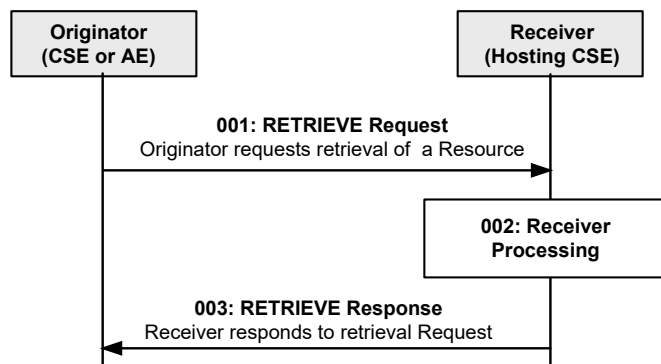 Originator
(CSE or AE)
Receiver
(Hosting CSE)
001: RETRIEVE Request
Originator requests retrieval of a Resource
002: Receiver
Processing
003: RETRIEVE Response
Receiver responds to retrieval Request